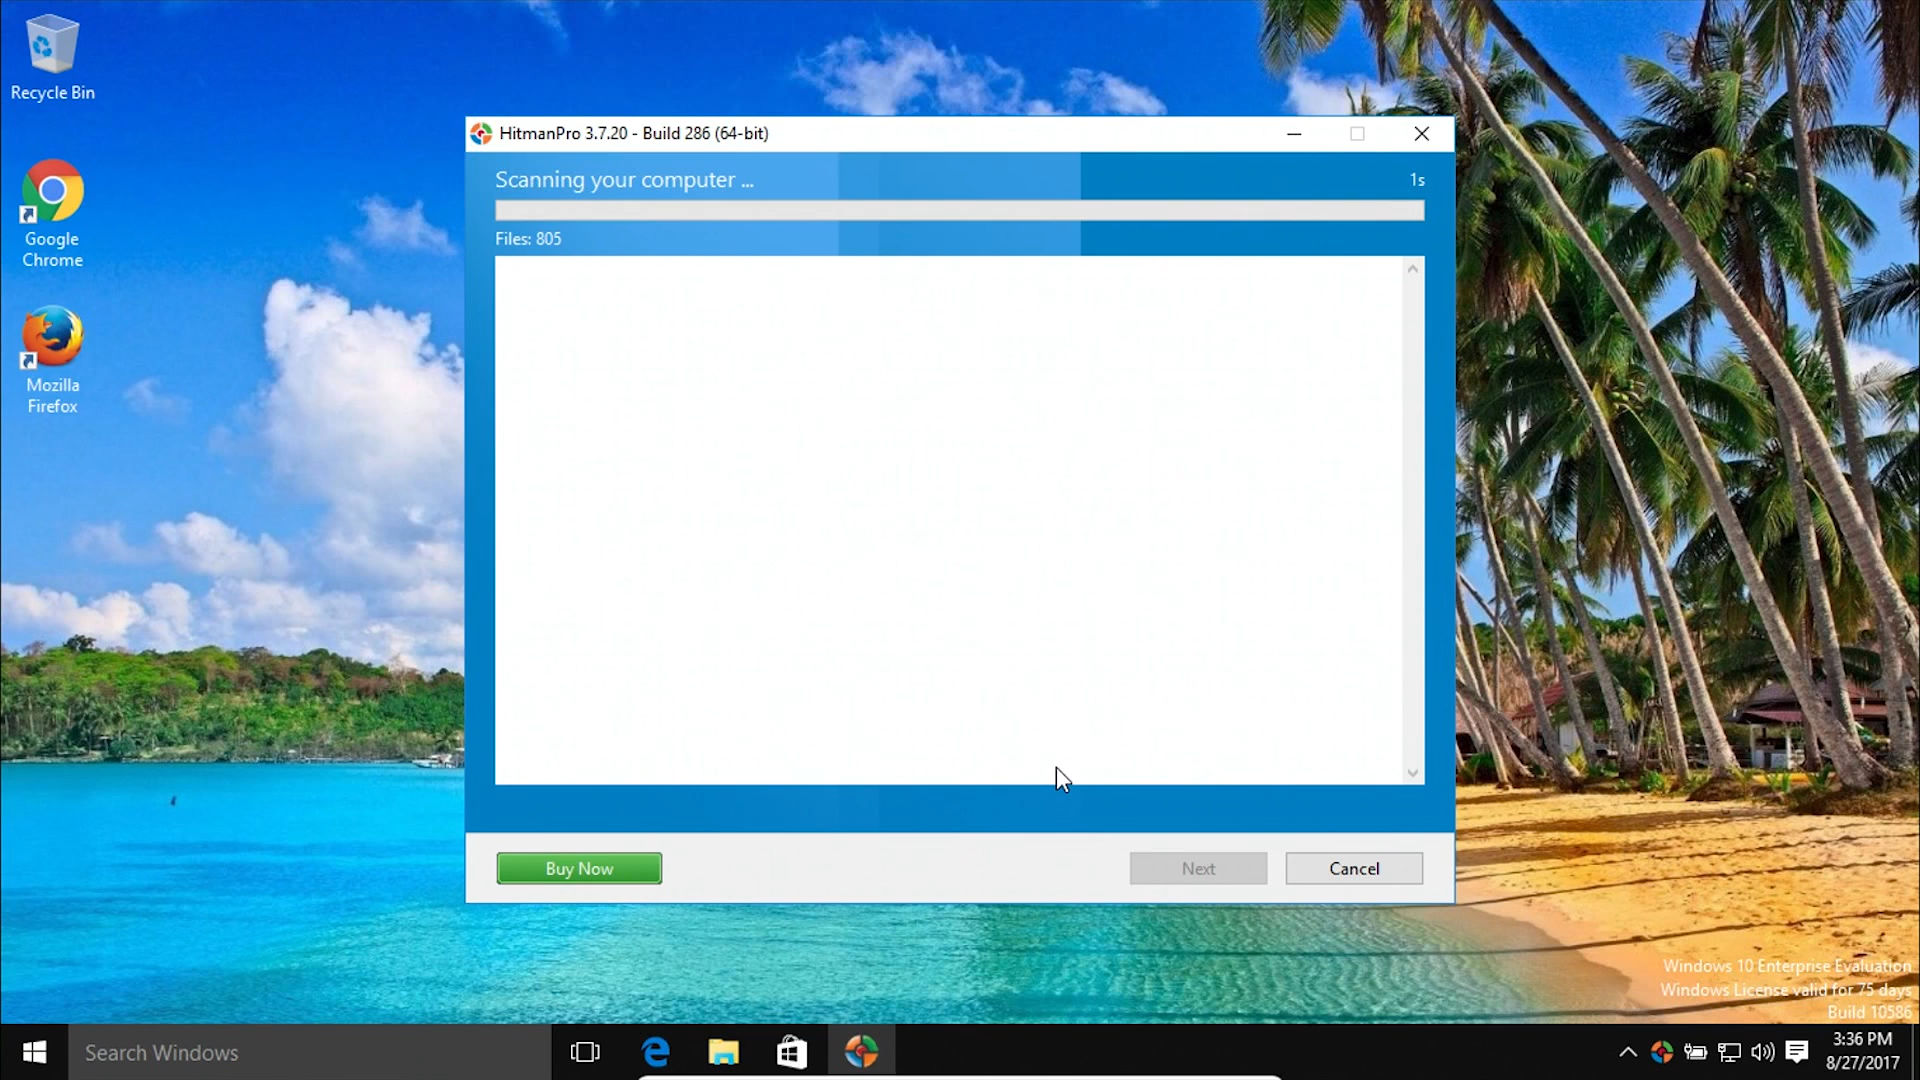 Recycle Bin
Google
Chrome
Mozilla
Firefox
HitmanPro 3.7.20 - Build 286 (64-bit)
Scanning your computer ...
1s
Files: 805
Buy Now
Next
Cancel
Windows 10 Enterprise Evaluation
Windows License valid for 75 days
Build 10586
Search Windows
3:36 PM
8/27/2017